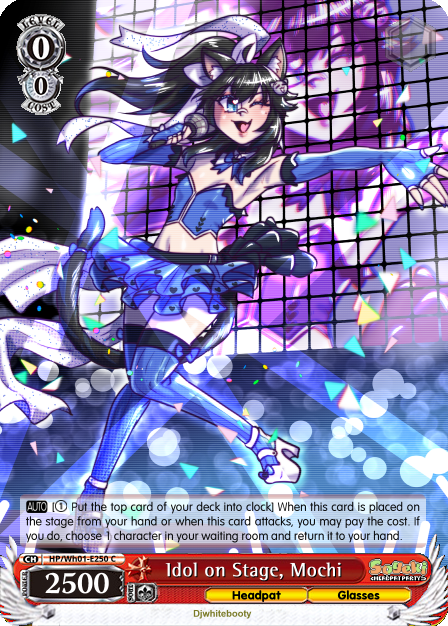 LEVEL
0
0
COST
AUTO [① Put the top card of your deck into clock] When this card is placed on
the stage from your hand or when this card attacks, you may pay the cost. If
you do, choose 1 character in your waiting room and return it to your hand.
CH HP/Wh01-E250 C
POWER 2500 SOUL Idol on Stage, Mochi
Sayuki
HEADPAT PARTY
Headpat Glasses
Djwhitebooty